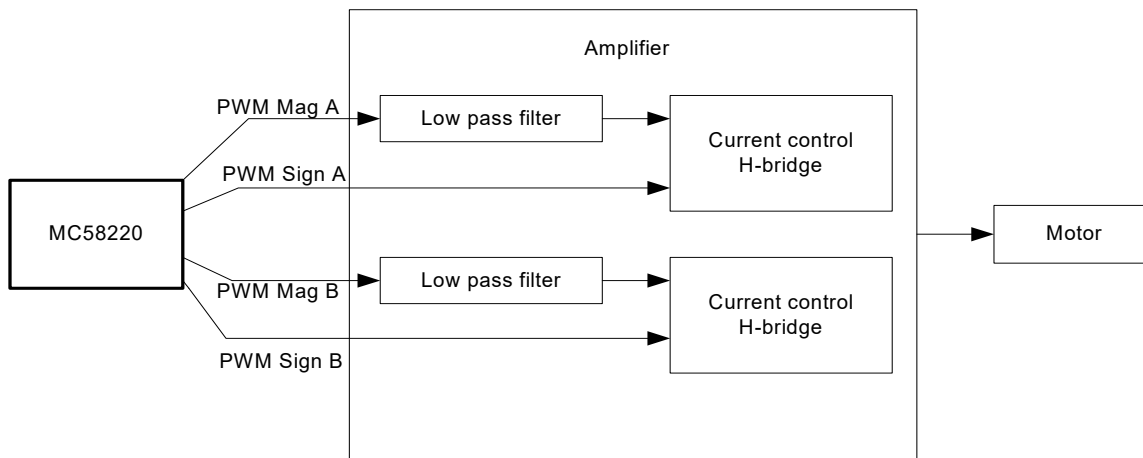 Amplifier
PWM Mag A
Low pass filter
Current control
H-bridge
PWM Sign A
MC58220
Motor
Low pass filter
PWM Mag B
Current control
H-bridge
PWM Sign B